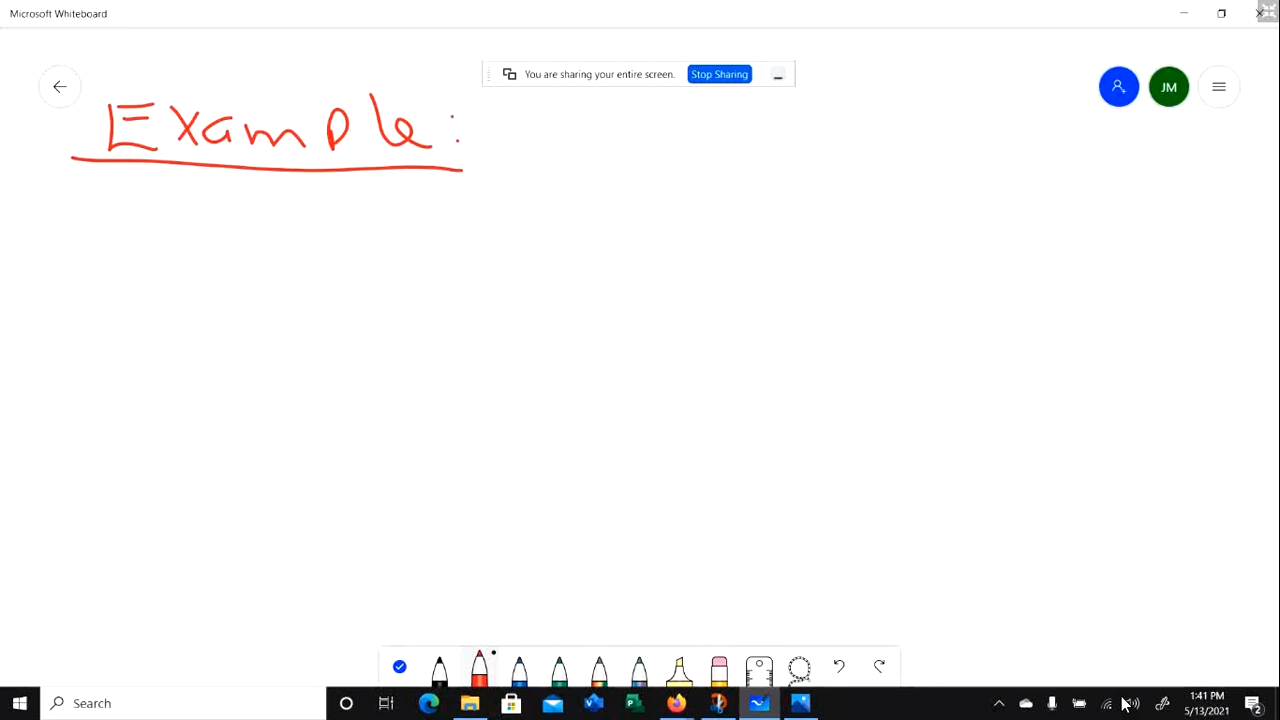 Microsoft Whiteboard
You are sharing your entire screen. Stop Sharing
JM
Example:
Search
1:41 PM
5/13/2021
2